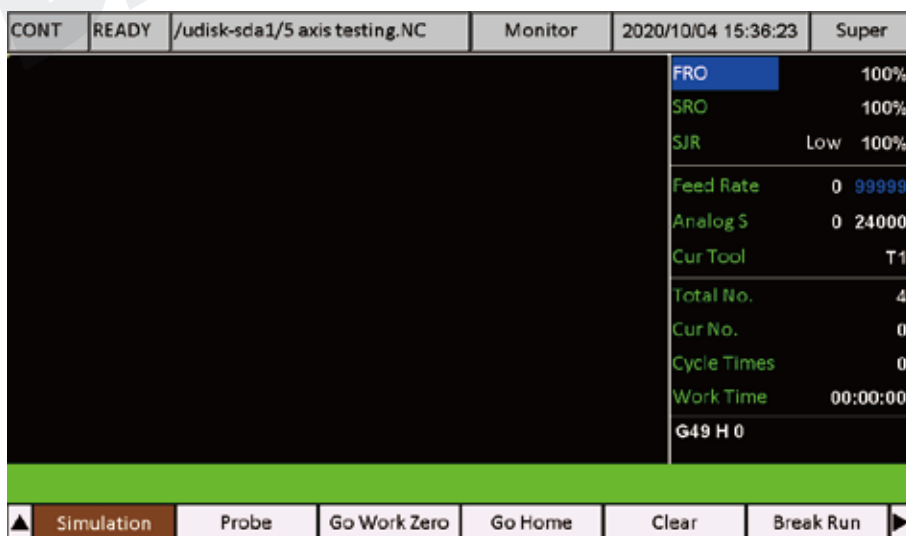 CONT READY /udisk-sda1/5 axis testing.NC Monitor 2020/10/04 15:36:23 Super
FRO 100%
SRO 100%
SJR Low 100%
Feed Rate 0 99999
Analog S 0 24000
Cur Tool T1
Total No. 4
Cur No. 0
Cycle Times 0
Work Time 00:00:00
G49 H 0
▲ Simulation Probe Go Work Zero Go Home Clear Break Run ▶